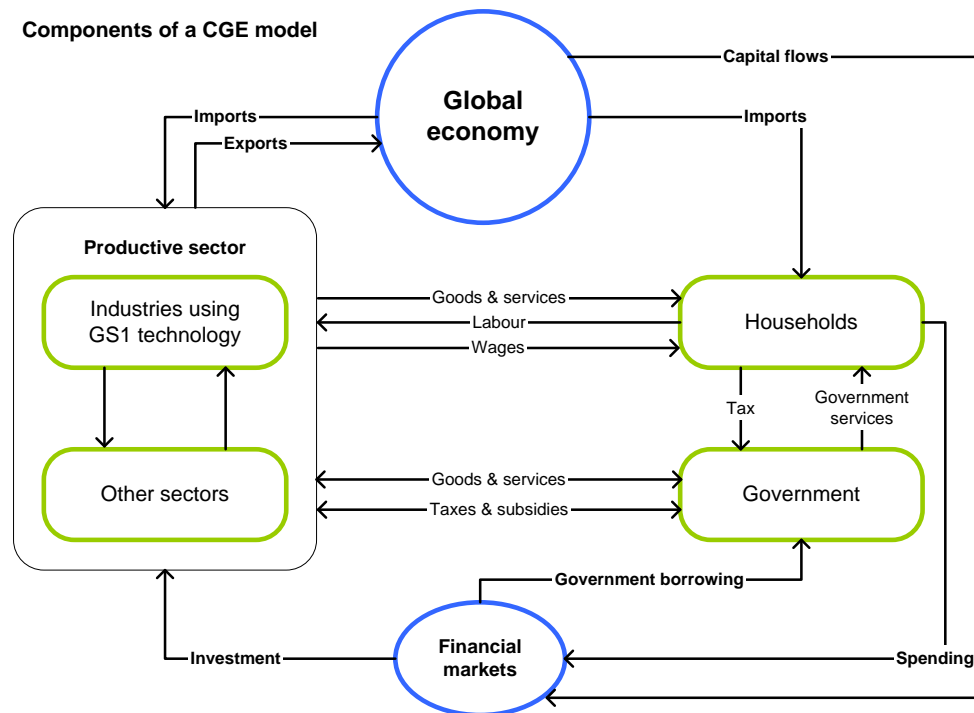 Components of a CGE model
Capital flows
Global
economy
Imports
Imports
Exports
Productive sector
Industries using
GS1 technology
Goods & services
Labour
Wages
Households
Tax
Government
services
Other sectors
Goods & services
Taxes & subsidies
Government
Government borrowing
Financial
markets
Investment
Spending